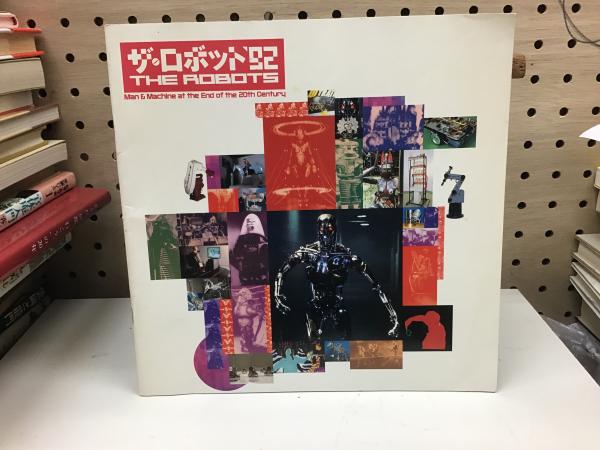 ザ・ロボット'92
THE ROBOTS
Man & Machine at the End of the 20th Century